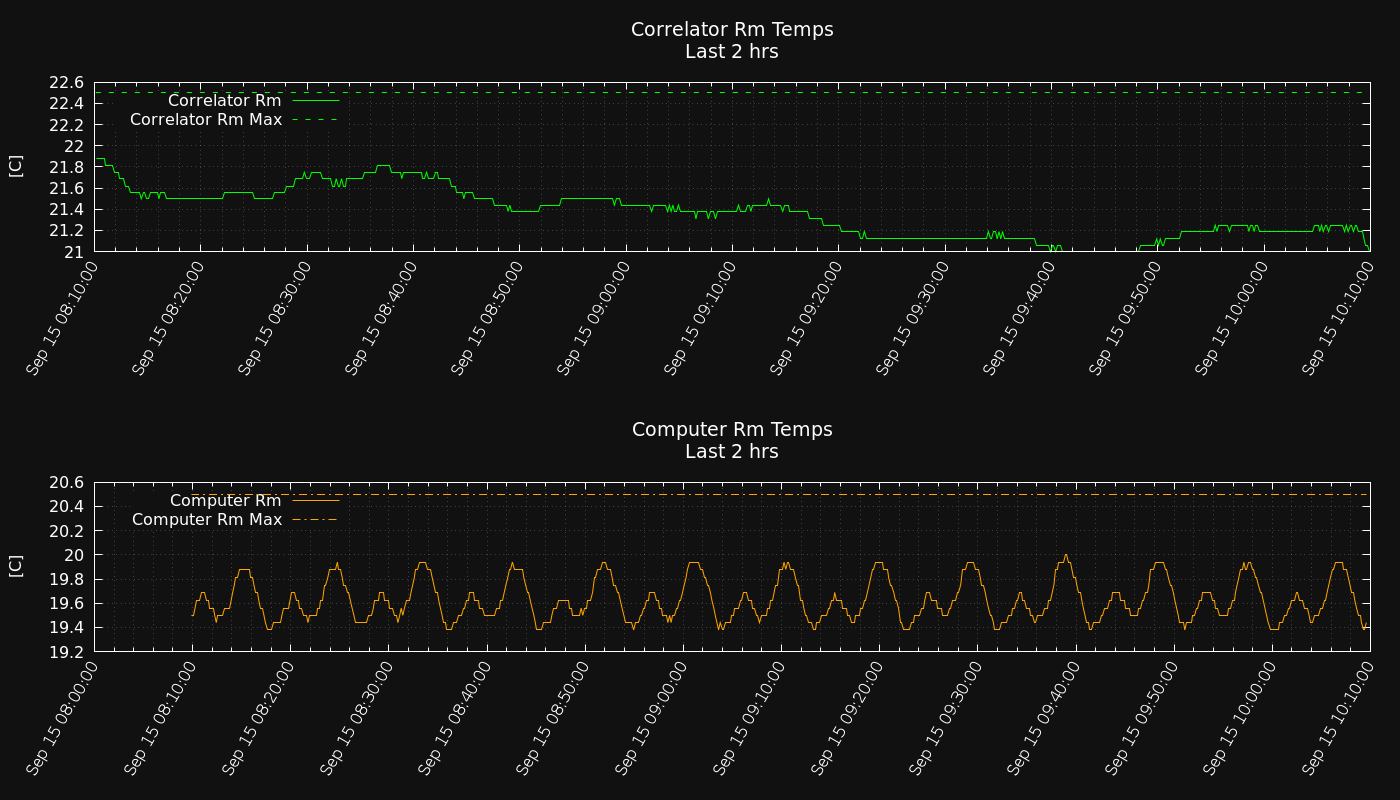 Correlator Rm Temps
Last 2 hrs
[C]
22.6
22.4
22.2
22
21.8
21.6
21.4
21.2
21
Correlator Rm
Correlator Rm Max
Sep 15 08:10:00
Sep 15 08:20:00
Sep 15 08:30:00
Sep 15 08:40:00
Sep 15 08:50:00
Sep 15 09:00:00
Sep 15 09:10:00
Sep 15 09:20:00
Sep 15 09:30:00
Sep 15 09:40:00
Sep 15 09:50:00
Sep 15 10:00:00
Sep 15 10:10:00
Computer Rm Temps
Last 2 hrs
[C]
20.6
20.4
20.2
20
19.8
19.6
19.4
19.2
Computer Rm
Computer Rm Max
Sep 15 08:00:00
Sep 15 08:10:00
Sep 15 08:20:00
Sep 15 08:30:00
Sep 15 08:40:00
Sep 15 08:50:00
Sep 15 09:00:00
Sep 15 09:10:00
Sep 15 09:20:00
Sep 15 09:30:00
Sep 15 09:40:00
Sep 15 09:50:00
Sep 15 10:00:00
Sep 15 10:10:00